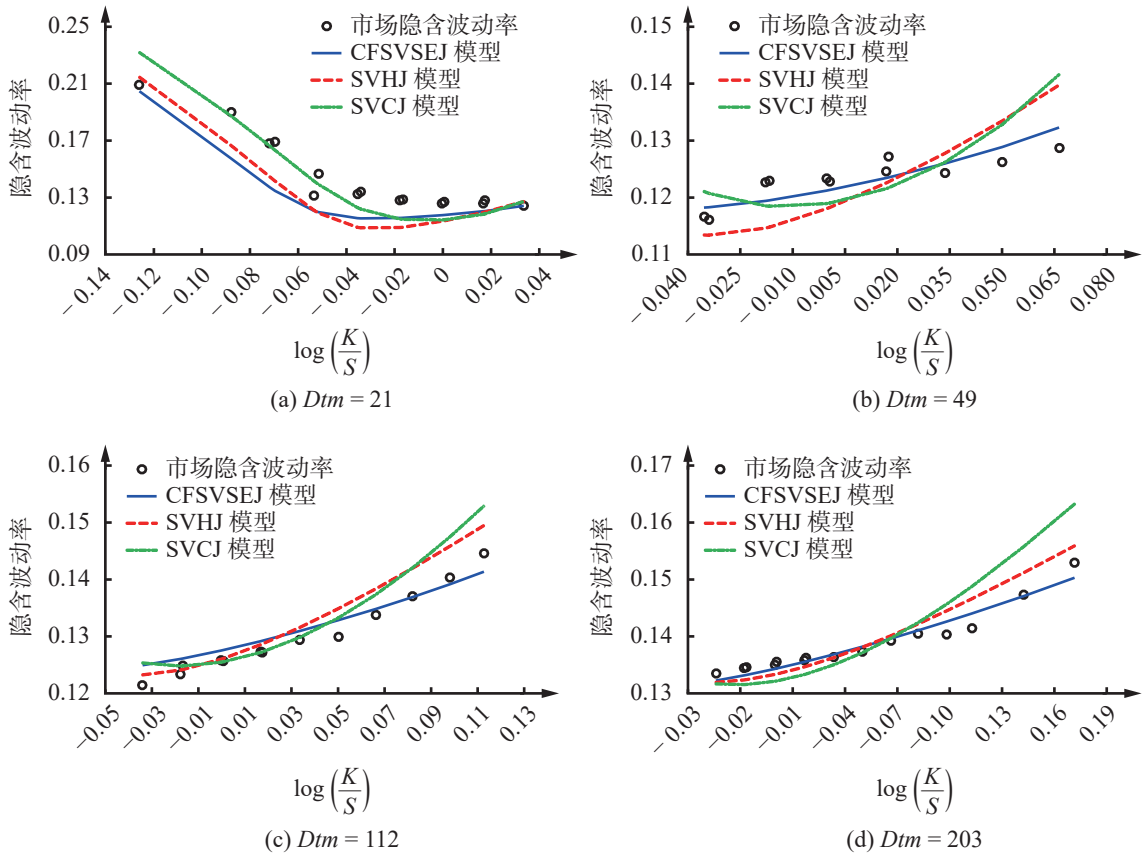 隐含波动率
0.25
0.21
0.17
0.13
0.09
市场隐含波动率
CFSVSEJ 模型
SVHJ 模型
SVCJ 模型
−0.14 −0.12 −0.10 −0.08 −0.06 −0.04 −0.02 0 0.02 0.04
log(K/S)
(a) Dtm = 21
隐含波动率
0.15
0.14
0.13
0.12
0.11
市场隐含波动率
CFSVSEJ 模型
SVHJ 模型
SVCJ 模型
−0.040 −0.025 −0.010 0.005 0.020 0.035 0.050 0.065 0.080
log(K/S)
(b) Dtm = 49
隐含波动率
0.16
0.15
0.14
0.13
0.12
市场隐含波动率
CFSVSEJ 模型
SVHJ 模型
SVCJ 模型
−0.05 −0.03 −0.01 0.01 0.03 0.05 0.07 0.09 0.11 0.13
log(K/S)
(c) Dtm = 112
隐含波动率
0.17
0.16
0.15
0.14
0.13
市场隐含波动率
CFSVSEJ 模型
SVHJ 模型
SVCJ 模型
−0.03 −0.02 −0.01 −0.04 −0.07 −0.10 0.13 0.16 0.19
log(K/S)
(d) Dtm = 203